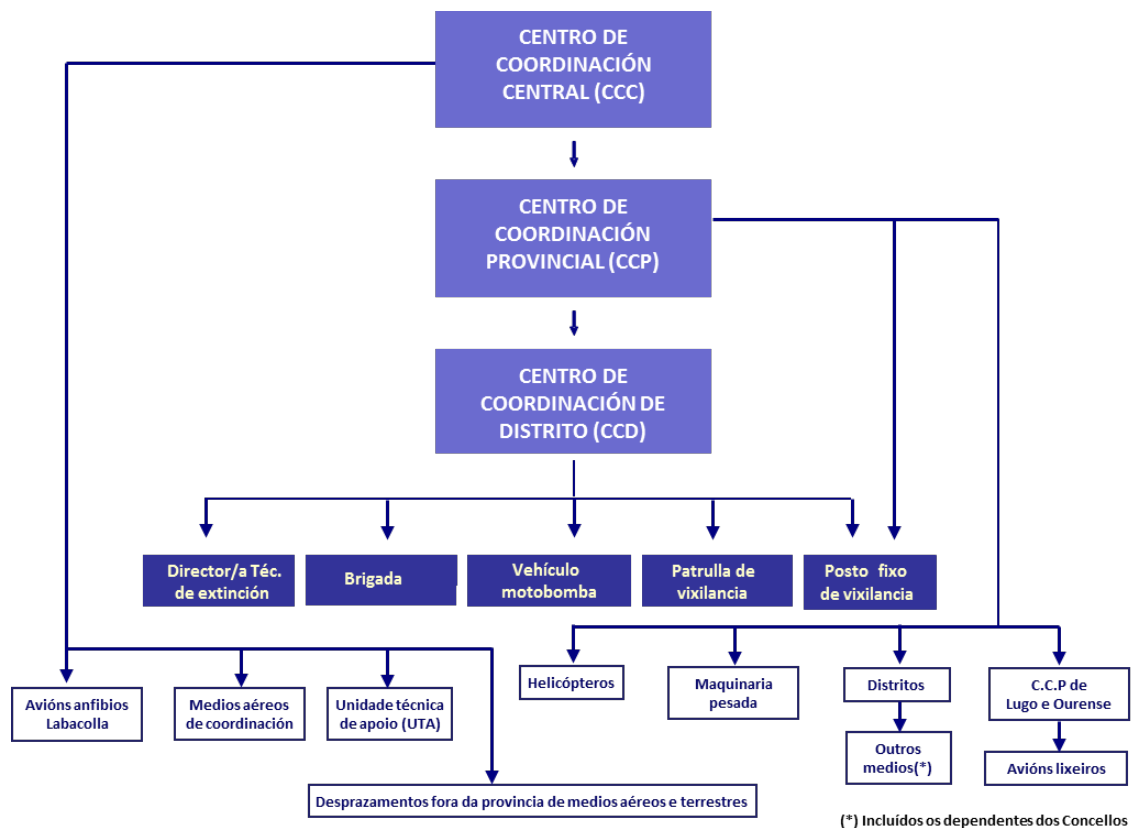 CENTRO DE
COORDINACIÓN
CENTRAL (CCC)
CENTRO DE
COORDINACIÓN
PROVINCIAL (CCP)
CENTRO DE
COORDINACIÓN DE
DISTRITO (CCD)
Director/a Téc.
de extinción
Brigada
Vehículo
motobomba
Patrulla de
vixilancia
Posto fixo
de vixilancia
Avións anfibios
Labacolla
Medios aéreos
de coordinación
Unidade técnica
de apoio (UTA)
Helicópteros
Maquinaria
pesada
Distritos
C.C.P de
Lugo e Ourense
Outros
medios(*)
Avións lixeiros
Desprazamentos fora da provincia de medios aéreos e terrestres
(*) Incluídos os dependentes dos Concellos